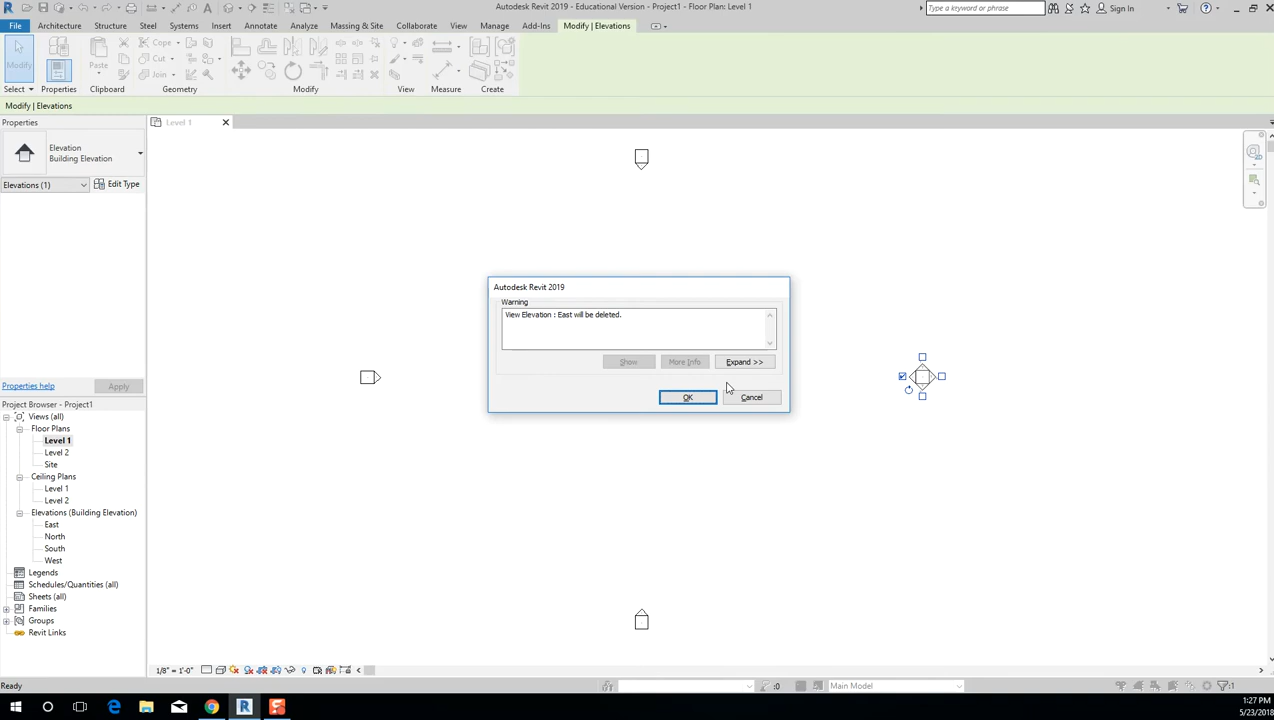 Autodesk Revit 2019 - Educational Version - Project1 - Floor Plan: Level 1
Type a keyword or phrase
Sign In
File Architecture Structure Steel Systems Insert Annotate Analyze Massing & Site Collaborate View Manage Add-Ins Modify | Elevations
Modify
Paste
Cope
Cut
Join
Select Properties Clipboard Geometry Modify View Measure Create
Modify | Elevations
Properties
Level 1
Elevation
Building Elevation
Elevations (1)
Edit Type
Autodesk Revit 2019
Warning
View Elevation : East will be deleted.
Show More Info Expand >>
OK Cancel
Properties help Apply
Project Browser - Project1
Views (all)
Floor Plans
Level 1
Level 2
Site
Ceiling Plans
Level 1
Level 2
Elevations (Building Elevation)
East
North
South
West
Legends
Schedules/Quantities (all)
Sheets (all)
Families
Groups
Revit Links
1/8" = 1'-0"
Ready
:0
Main Model
:1
1:27 PM
5/23/2018